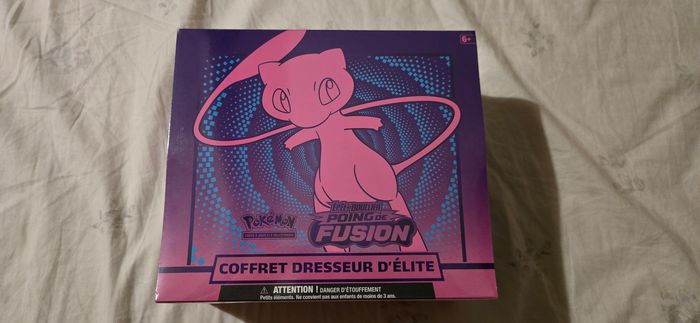 6+
POKÉMON
ÉPÉE ET BOUCLIER
POING DE
FUSION
COFFRET DRESSEUR D'ÉLITE
ATTENTION ! DANGER D'ÉTOUFFEMENT
Petits éléments. Ne convient pas aux enfants de moins de 3 ans.